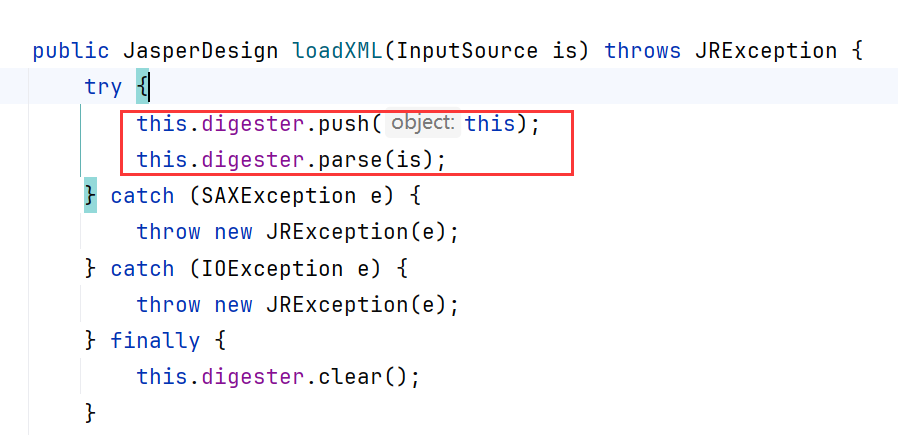 public JasperDesign loadXML(InputSource is) throws JRException {
try {
this.digester.push( object: this);
this.digester.parse(is);
} catch (SAXException e) {
throw new JRException(e);
} catch (IOException e) {
throw new JRException(e);
} finally {
this.digester.clear();
}